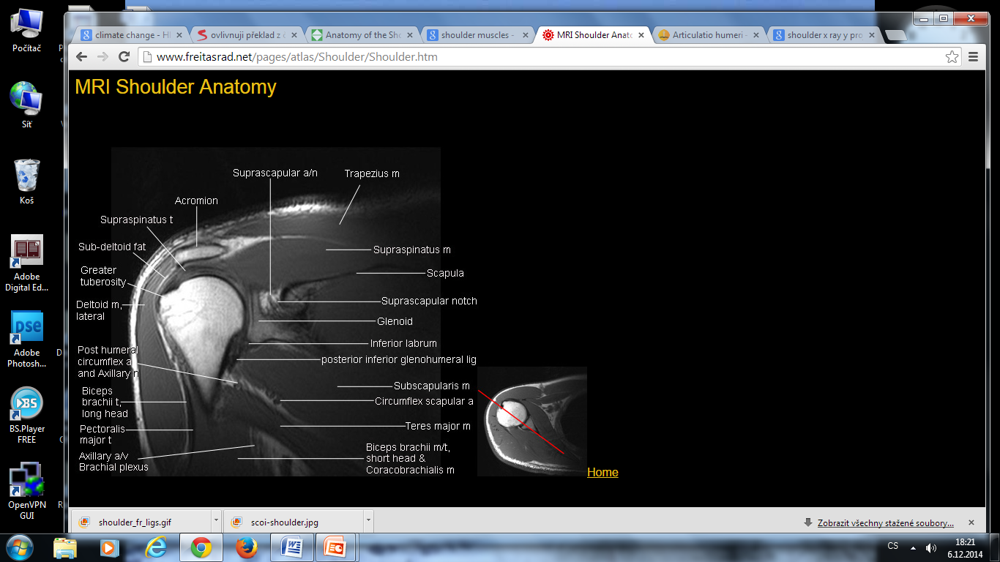 Počítač
Síť
Koš
Adobe
Digital Ed...
Adobe
Photosh...
BS.Player
FREE
OpenVPN
GUI
climate change - H
ovlivnuji překlad z
Anatomy of the Sho
shoulder muscles -
MRI Shoulder Anato
Articulatio humeri -
shoulder x ray y pro
www.freitasrad.net/pages/atlas/Shoulder/Shoulder.htm
MRI Shoulder Anatomy
Suprascapular a/n
Trapezius m
Acromion
Supraspinatus t
Sub-deltoid fat
Supraspinatus m
Greater
tuberosity
Scapula
Deltoid m,
lateral
Suprascapular notch
Glenoid
Inferior labrum
Post humeral
circumflex a
and Axillary n
posterior inferior glenohumeral lig
Subscapularis m
Biceps
brachii t,
long head
Circumflex scapular a
Pectoralis
major t
Teres major m
Axillary a/v
Brachial plexus
Biceps brachii m/t,
short head &
Coracobrachialis m
Home
shoulder_fr_ligs.gif
scoi-shoulder.jpg
Zobrazit všechny stažené soubory...
CS
18:21
6.12.2014